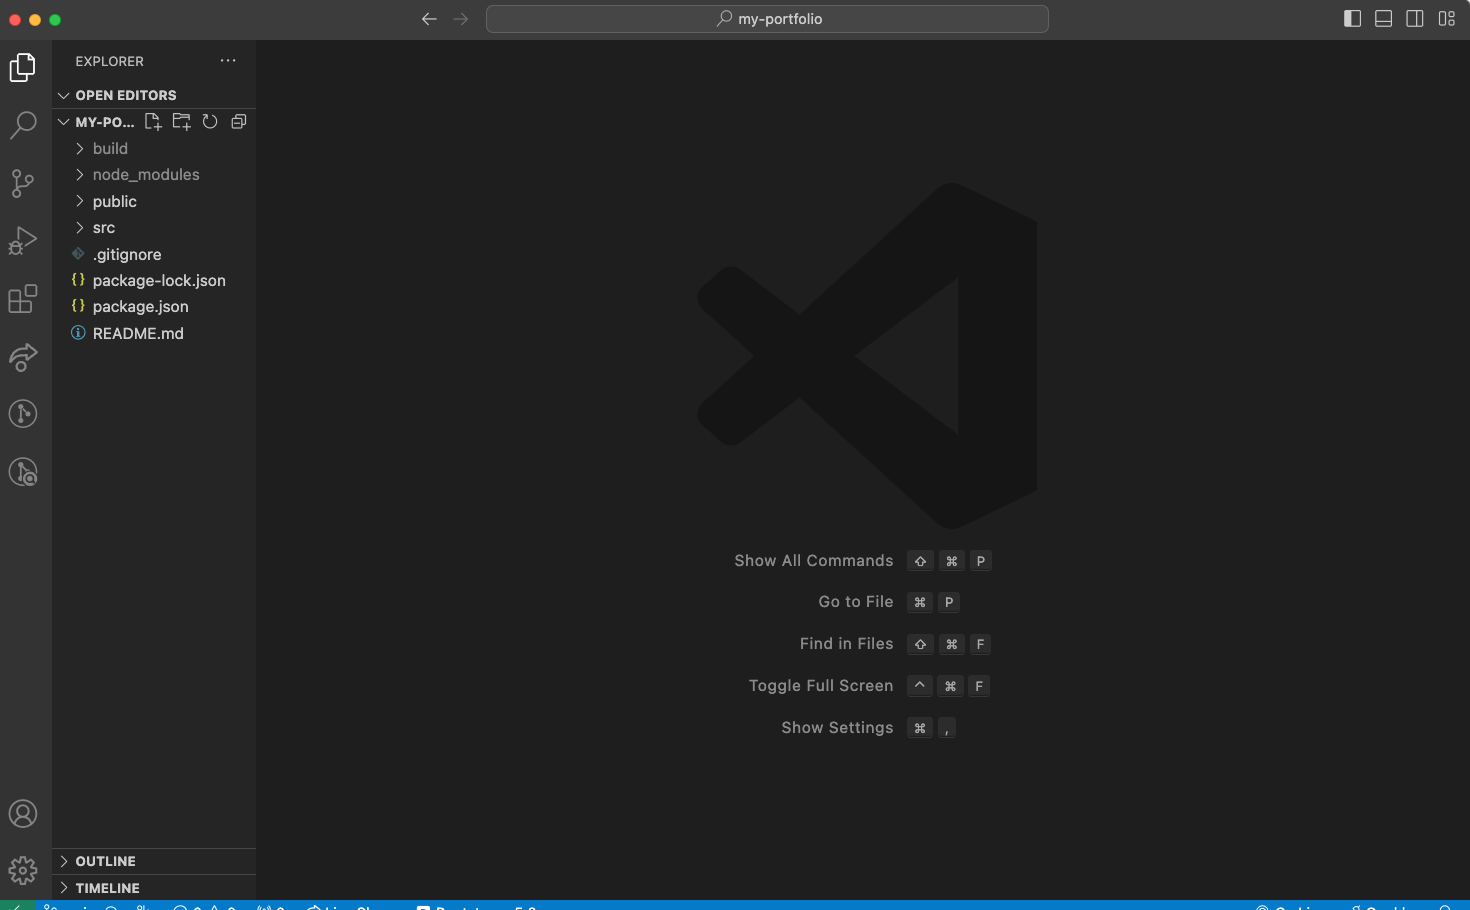 my-portfolio
EXPLORER
OPEN EDITORS
MY-PO...
build
node_modules
public
src
.gitignore
package-lock.json
package.json
README.md
Show All Commands ⇧ ⌘ P
Go to File ⌘ P
Find in Files ⇧ ⌘ F
Toggle Full Screen ^ ⌘ F
Show Settings ⌘ ,
OUTLINE
TIMELINE